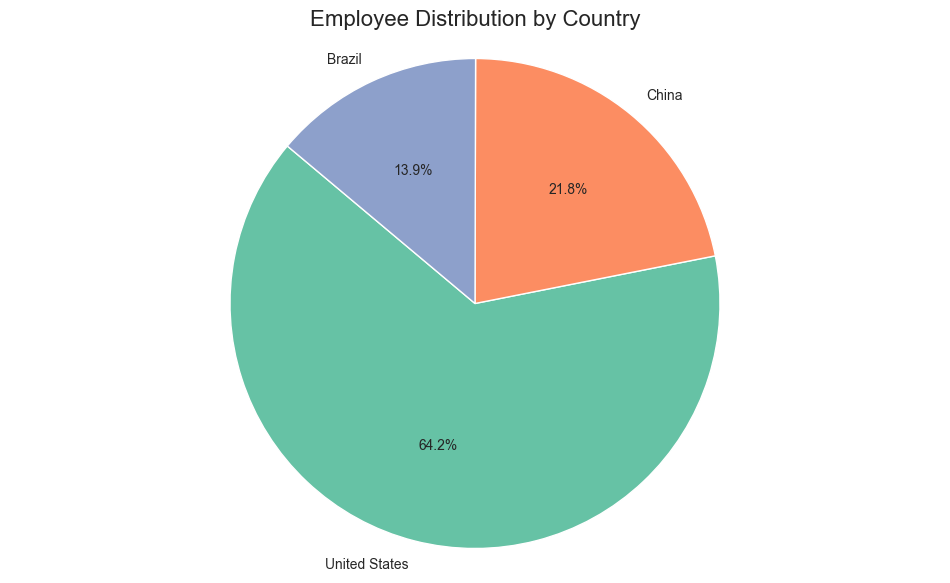 Employee Distribution by Country
Brazil
China
13.9%
21.8%
64.2%
United States